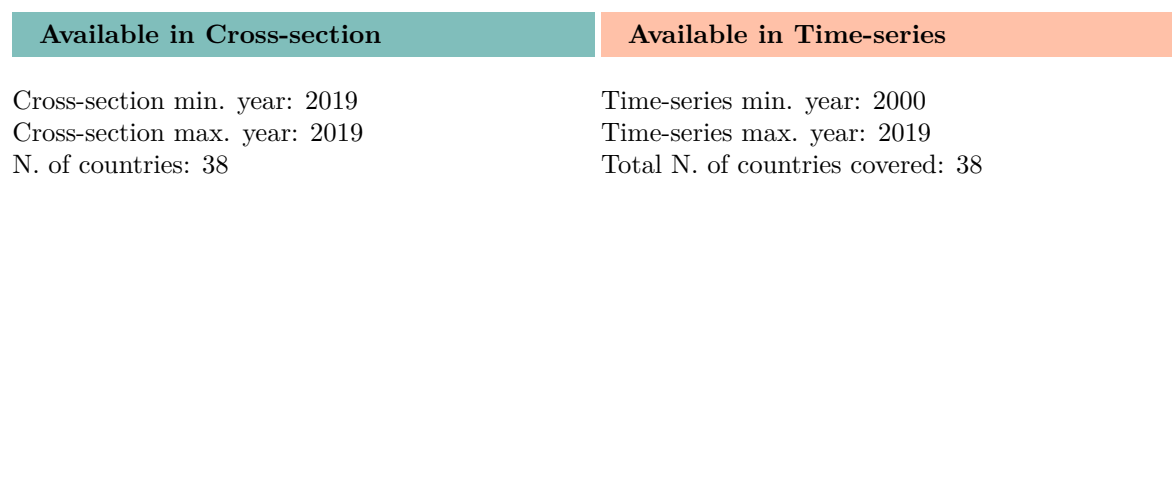 Available in Cross-section
Cross-section min. year: 2019
Cross-section max. year: 2019
N. of countries: 38
Available in Time-series
Time-series min. year: 2000
Time-series max. year: 2019
Total N. of countries covered: 38